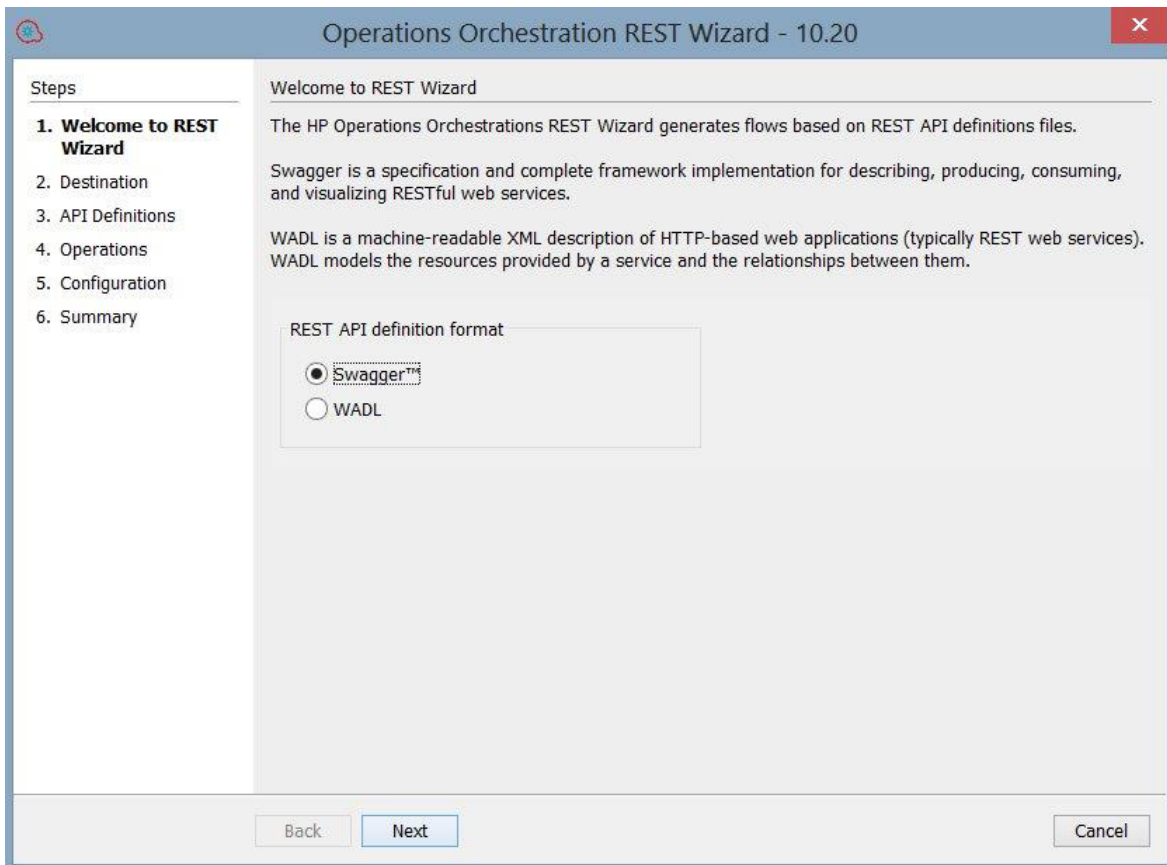 Operations Orchestration REST Wizard - 10.20
Steps
1. Welcome to REST
Wizard
2. Destination
3. API Definitions
4. Operations
5. Configuration
6. Summary
Welcome to REST Wizard
The HP Operations Orchestrations REST Wizard generates flows based on REST API definitions files.
Swagger is a specification and complete framework implementation for describing, producing, consuming,
and visualizing RESTful web services.
WADL is a machine-readable XML description of HTTP-based web applications (typically REST web services).
WADL models the resources provided by a service and the relationships between them.
REST API definition format
Swagger™
WADL
Back
Next
Cancel